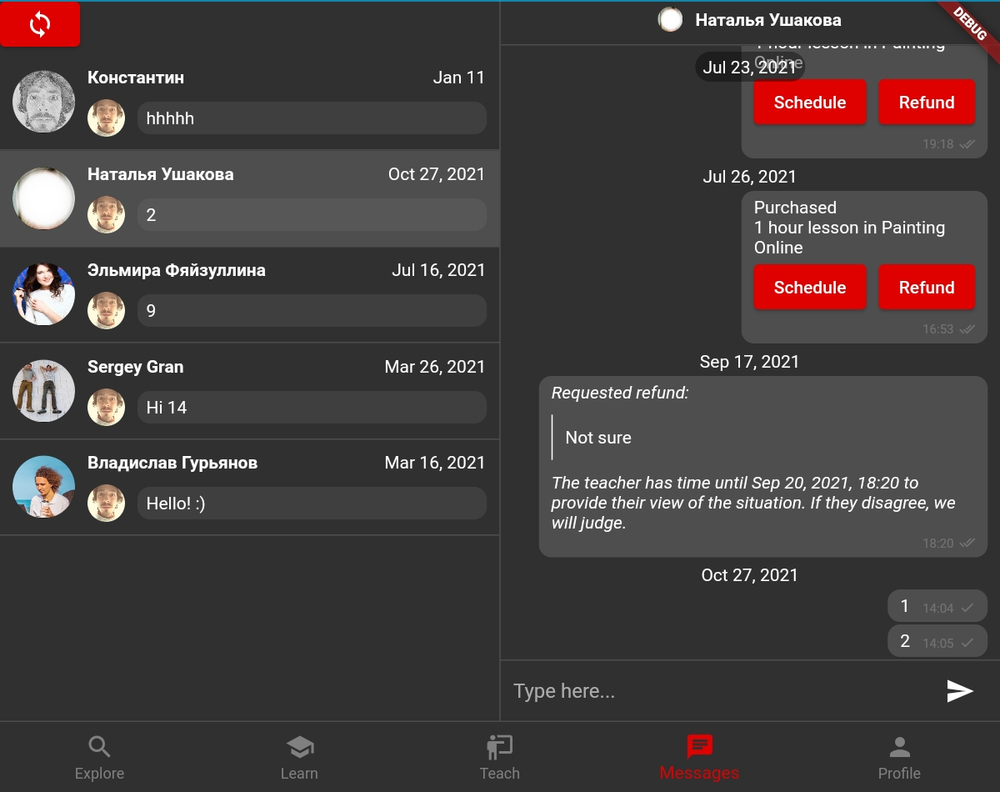 Константин
Jan 11
hhhhh
Наталья Ушакова
Oct 27, 2021
2
Эльмира Фяйзуллина
Jul 16, 2021
9
Sergey Gran
Mar 26, 2021
Hi 14
Владислав Гурьянов
Mar 16, 2021
Hello! :)
Наталья Ушакова
DEBUG
1 hour lesson in Painting
Online
Jul 23, 2021
Schedule
Refund
19:18
Jul 26, 2021
Purchased
1 hour lesson in Painting
Online
Schedule
Refund
16:53
Sep 17, 2021
Requested refund:
Not sure
The teacher has time until Sep 20, 2021, 18:20 to
provide their view of the situation. If they disagree, we
will judge.
18:20
Oct 27, 2021
1 14:04
2 14:05
Type here...
Explore
Learn
Teach
Messages
Profile